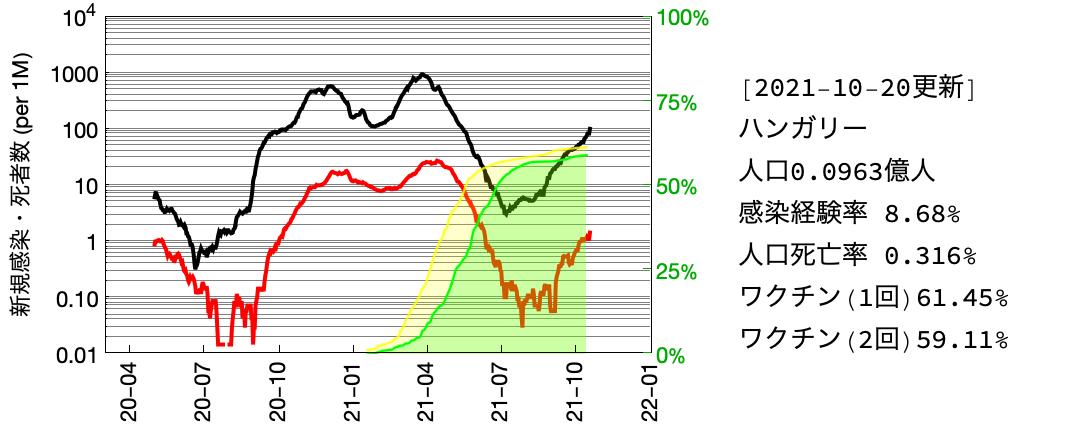 10⁴
1000
100
10
1
0.10
0.01
新規感染・死者数 (per 1M)
100%
75%
50%
25%
0%
20-04
20-07
20-10
21-01
21-04
21-07
21-10
22-01
[2021-10-20更新]
ハンガリー
人口0.0963億人
感染経験率 8.68%
人口死亡率 0.316%
ワクチン(1回)61.45%
ワクチン(2回)59.11%